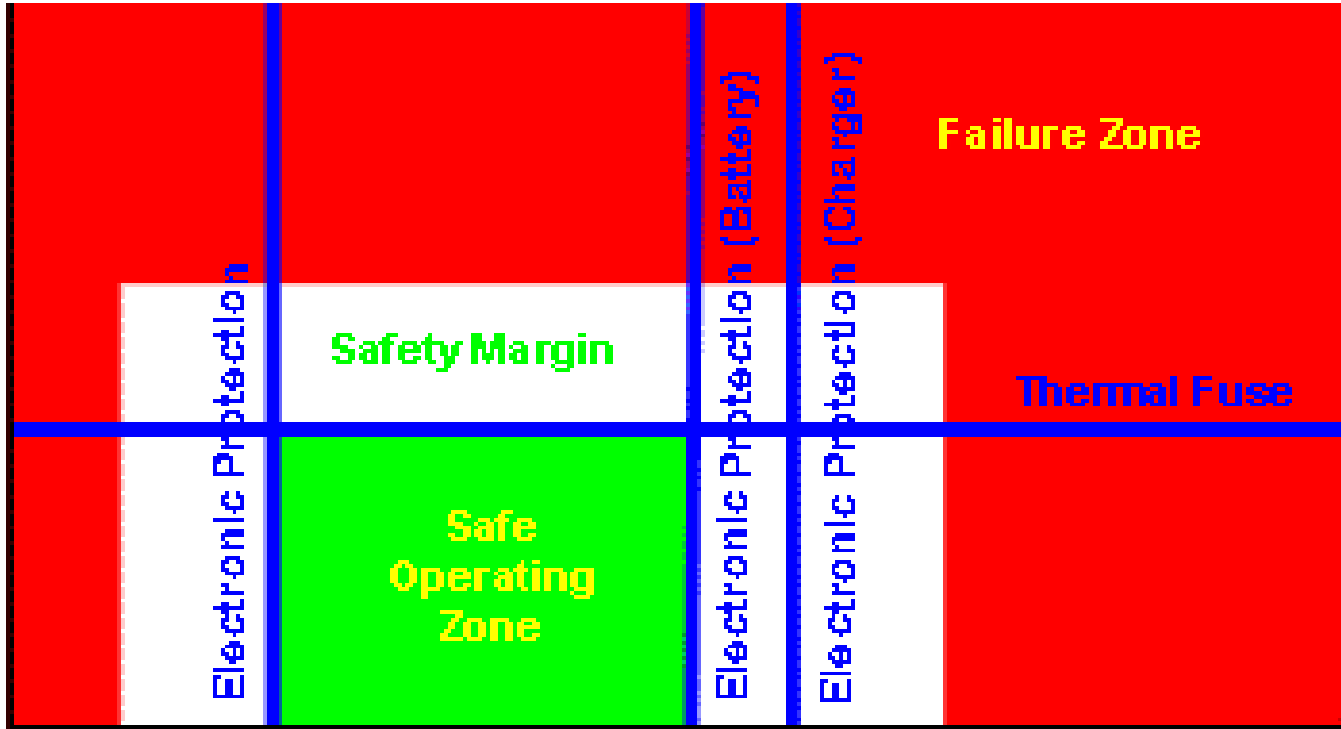 Failure Zone
Electronic Protection
Electronic Protection (Battery)
Electronic Protection (Charger)
Safety Margin
Thermal Fuse
Safe
Operating
Zone